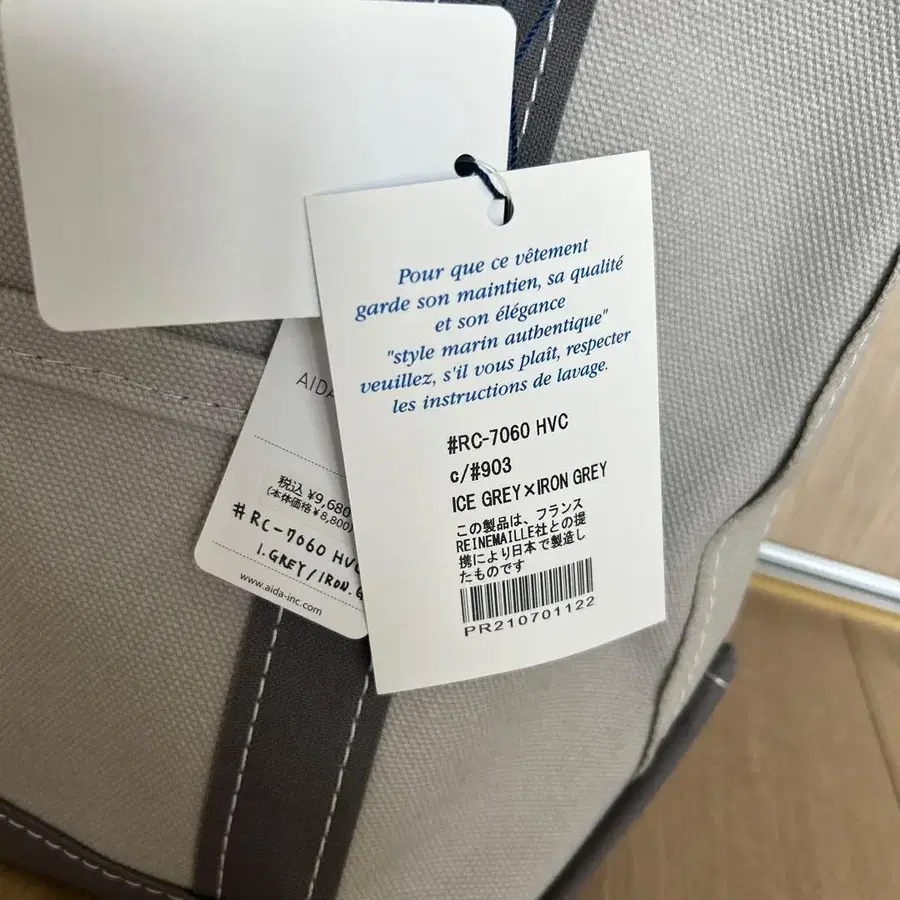 Pour que ce vêtement
garde son maintien, sa qualité
et son élégance
"style marin authentique"
veuillez, s'il vous plaît, respecter
les instructions de lavage.
#RC-7060 HVC
c/#903
ICE GREY×IRON GREY
この製品は、フランス
REINEMAILLE社との提
携により日本で製造し
たものです
PR210701122
AIDA
税込 ¥9,680
(本体価格¥8,800)
#RC-7060 HVC
I.GREY/IRON.G
www.aida-inc.com